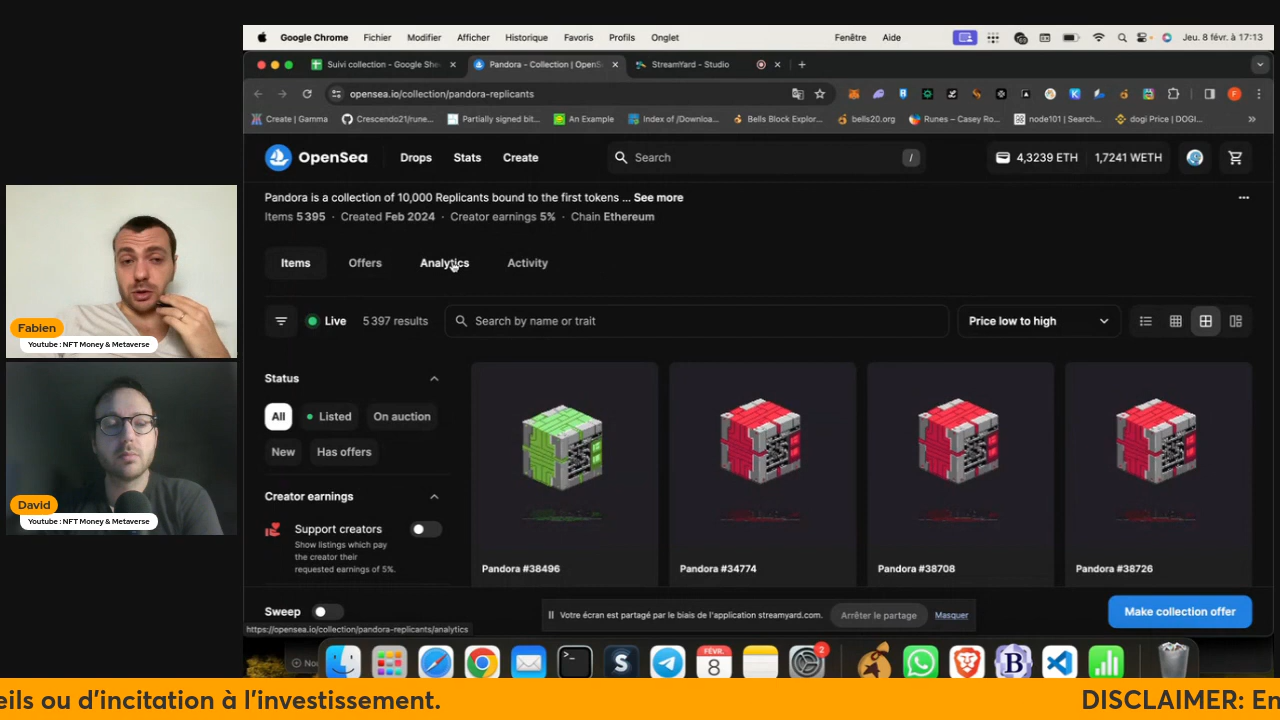 Google Chrome Fichier Modifier Afficher Historique Favoris Profils Onglet Fenêtre Aide Jeu. 8 févr. à 17:13
Suivi collection - Google She Pandora - Collection | OpenS StreamYard - Studio
opensea.io/collection/pandora-replicants
Create | Gamma Crescendo21/rune... Partially signed bit... An Example Index of /Downloa... Bells Block Explor... bells20.org Runes – Casey Ro... node101 | Search... dogi Price | DOGI...
OpenSea Drops Stats Create Search / 4,3239 ETH 1,7241 WETH
Pandora is a collection of 10,000 Replicants bound to the first tokens ... See more
Items 5 395 · Created Feb 2024 · Creator earnings 5% · Chain Ethereum
Items Offers Analytics Activity
Live 5 397 results Search by name or trait Price low to high
Status
All Listed On auction
New Has offers
Creator earnings
Support creators
Show listings which pay
the creator their
requested earnings of 5%.
Pandora #38496 Pandora #34774 Pandora #38708 Pandora #38726
Sweep
Votre écran est partagé par le biais de l'application streamyard.com. Arrêter le partage Masquer
Make collection offer
https://opensea.io/collection/pandora-replicants/analytics
FÉVR.
8
2
Fabien
Youtube : NFT Money & Metaverse
David
Youtube : NFT Money & Metaverse
eils ou d'incitation à l'investissement. DISCLAIMER: En